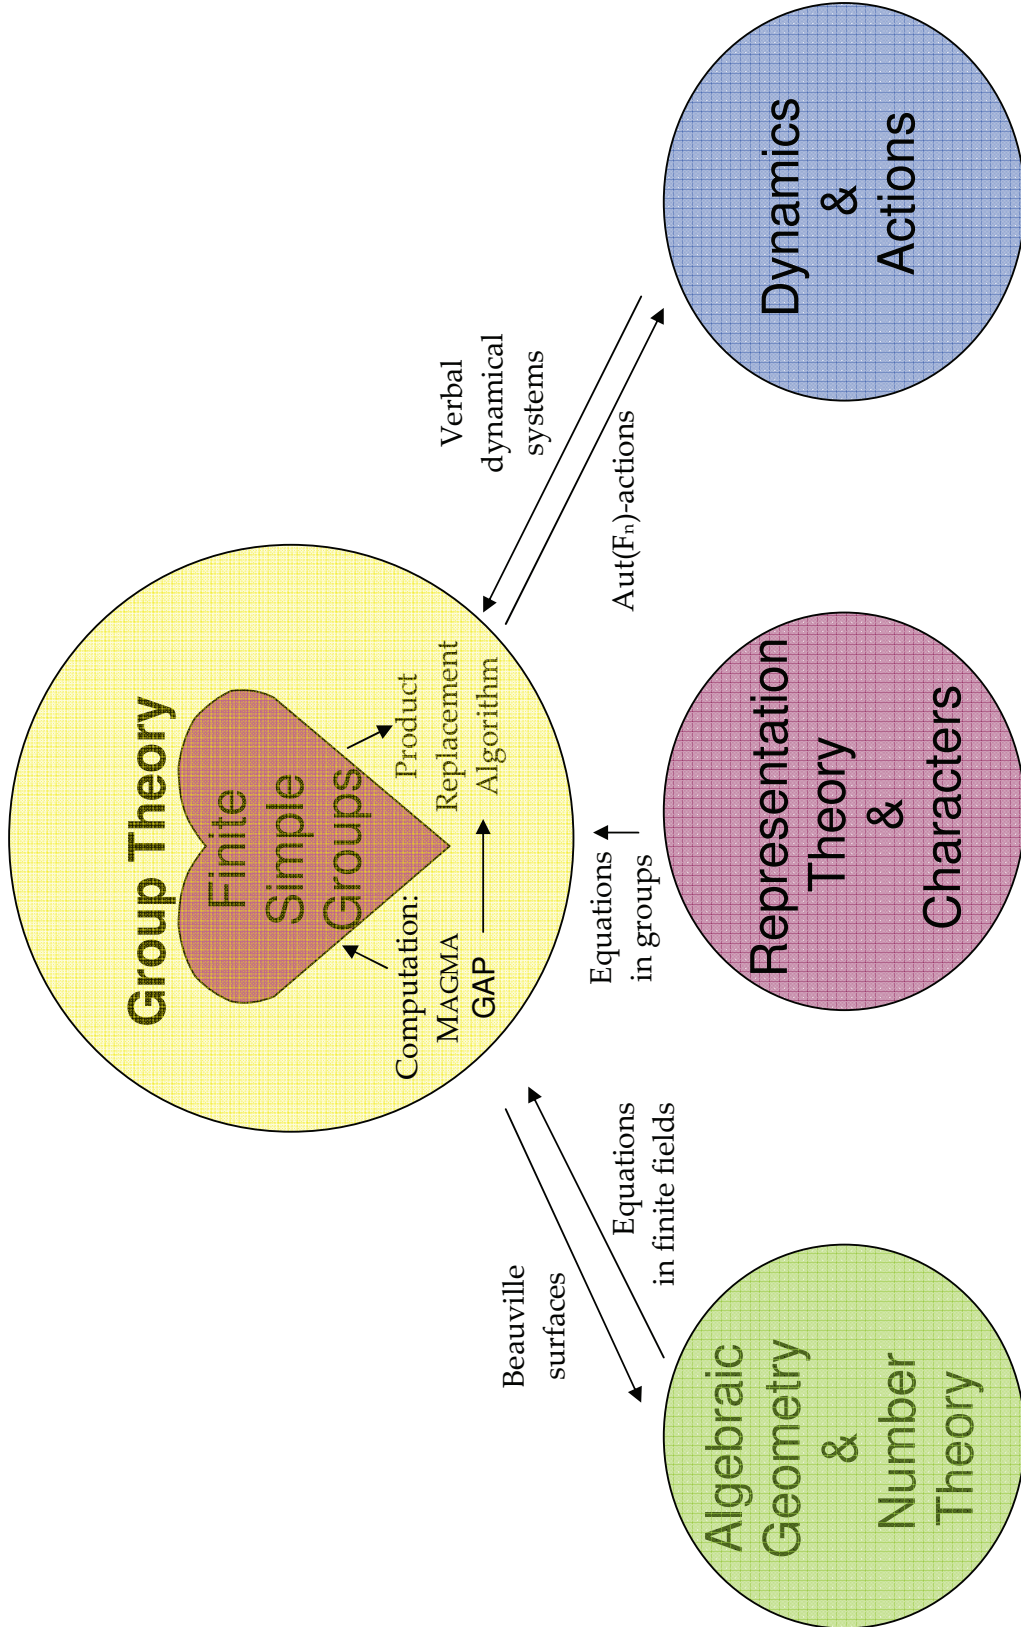 Group Theory
Finite
Simple
Groups
Computation:
MAGMA
GAP
Product
Replacement
Algorithm
Beauville
surfaces
Equations
in finite fields
Equations
in groups
Verbal
dynamical
systems
Aut(Fₙ)-actions
Algebraic
Geometry
&
Number
Theory
Representation
Theory
&
Characters
Dynamics
&
Actions